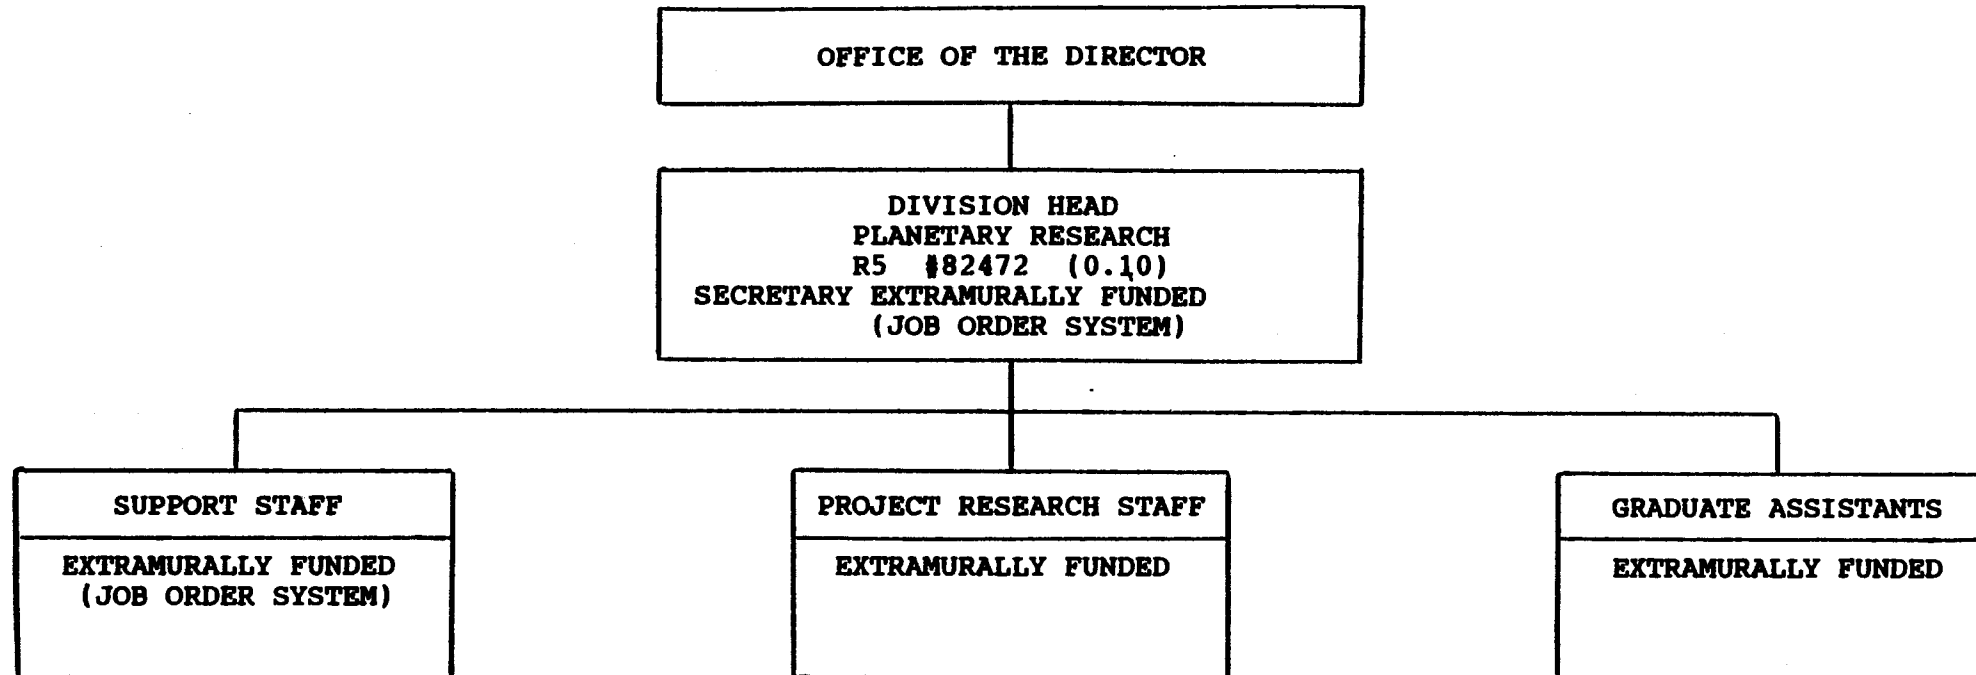 OFFICE OF THE DIRECTOR
DIVISION HEAD
PLANETARY RESEARCH
R5 #82472 (0.10)
SECRETARY EXTRAMURALLY FUNDED
(JOB ORDER SYSTEM)
SUPPORT STAFF
EXTRAMURALLY FUNDED
(JOB ORDER SYSTEM)
PROJECT RESEARCH STAFF
EXTRAMURALLY FUNDED
GRADUATE ASSISTANTS
EXTRAMURALLY FUNDED